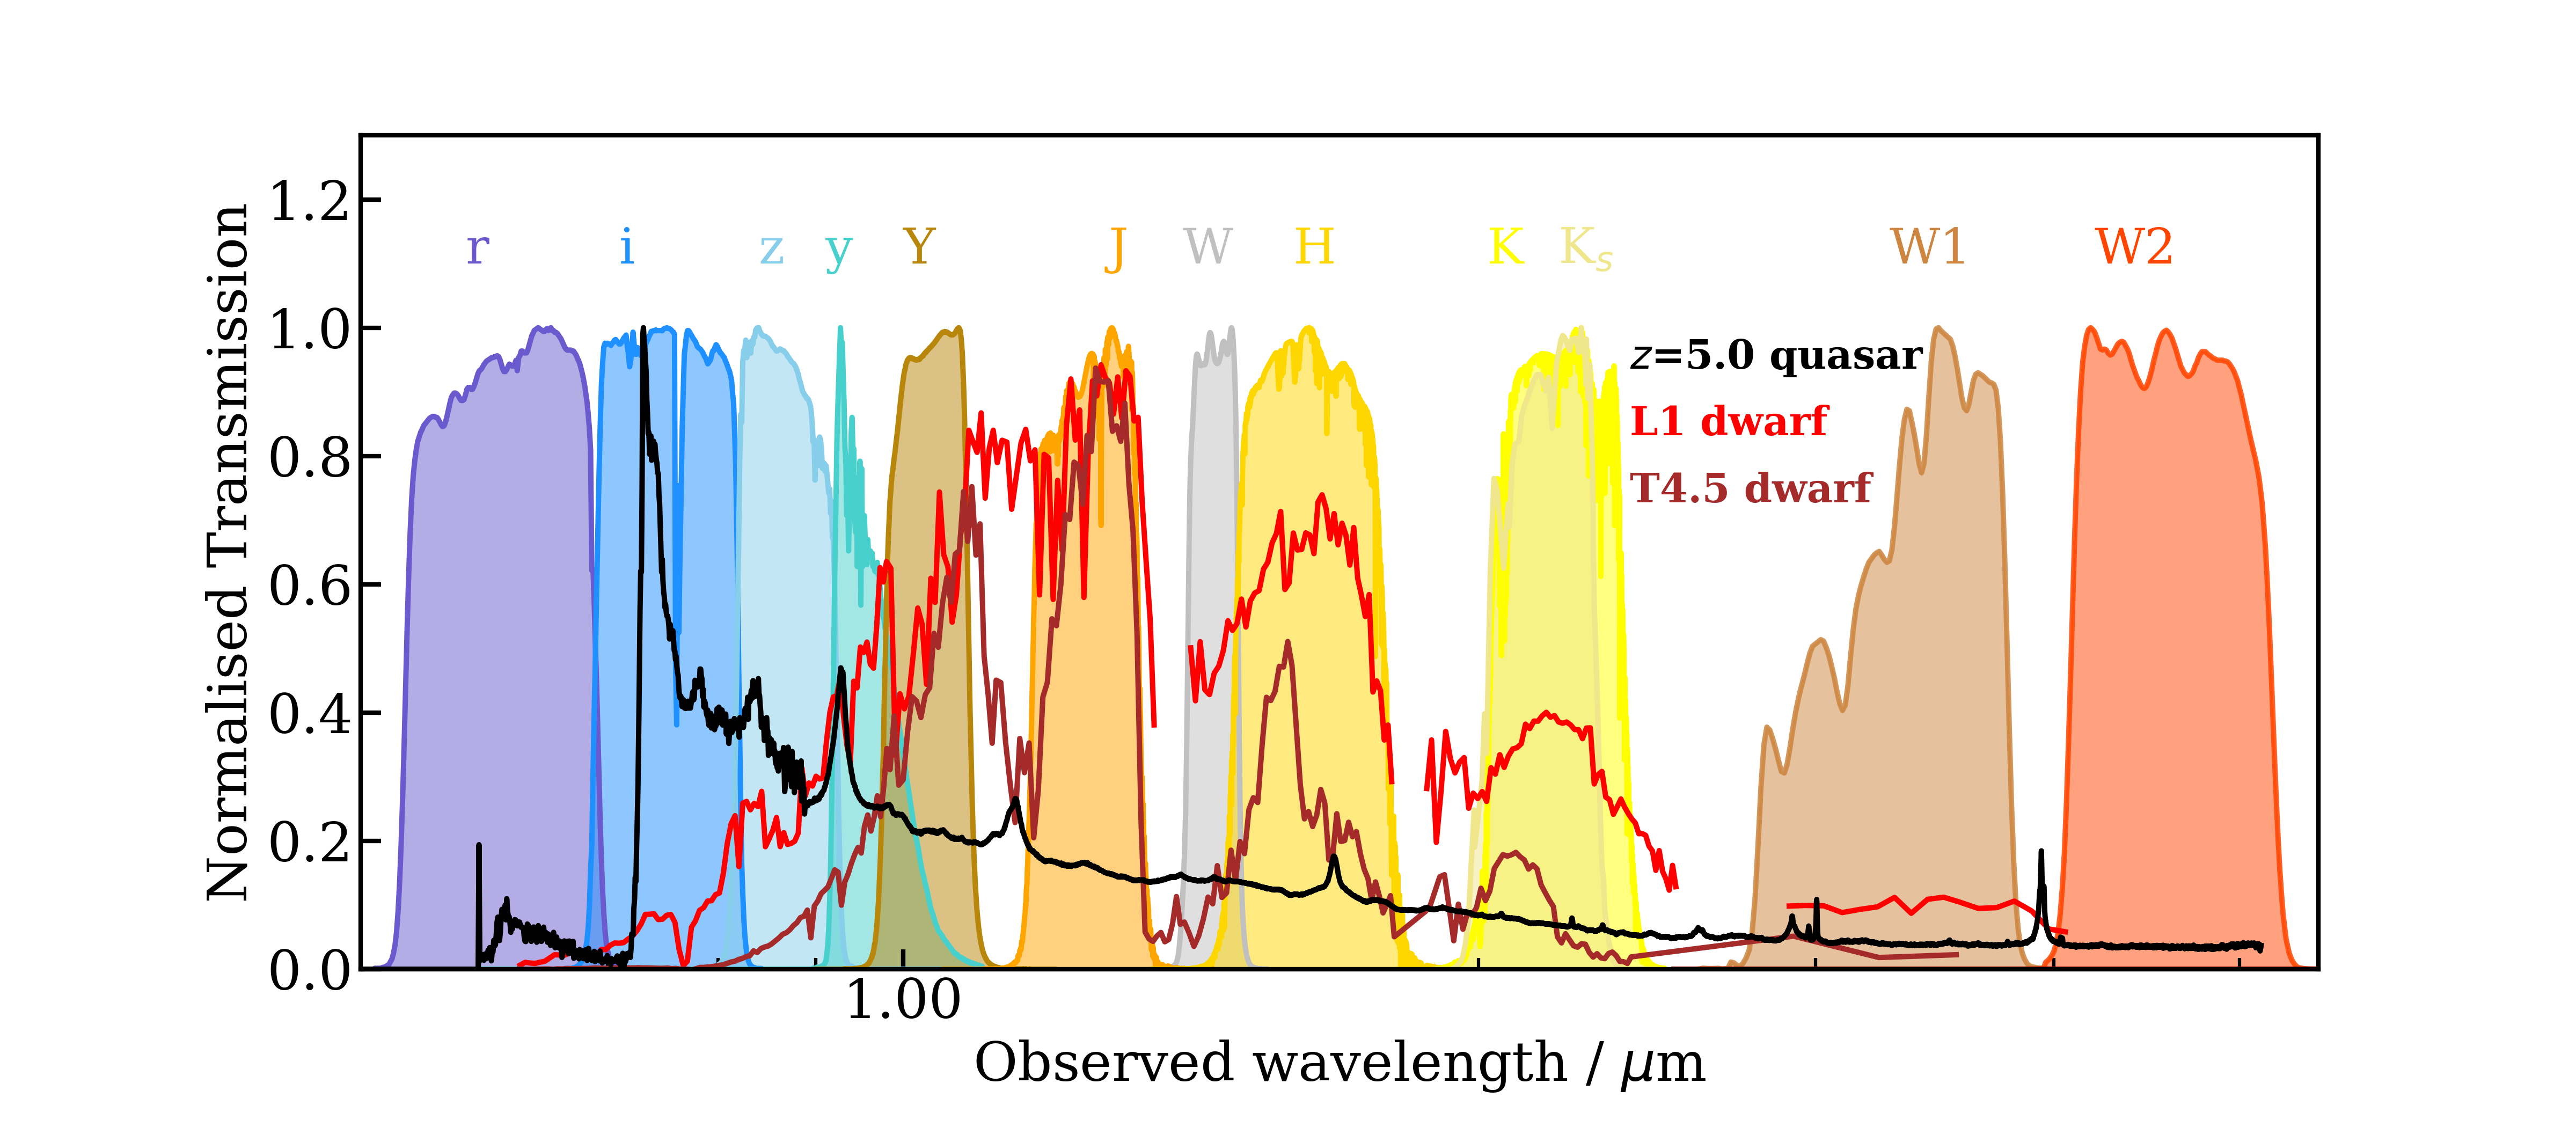 r i z y Y J W H K Kₛ W1 W2
z=5.0 quasar
L1 dwarf
T4.5 dwarf
Normalised Transmission
1.2
1.0
0.8
0.6
0.4
0.2
0.0
1.00
Observed wavelength / μm